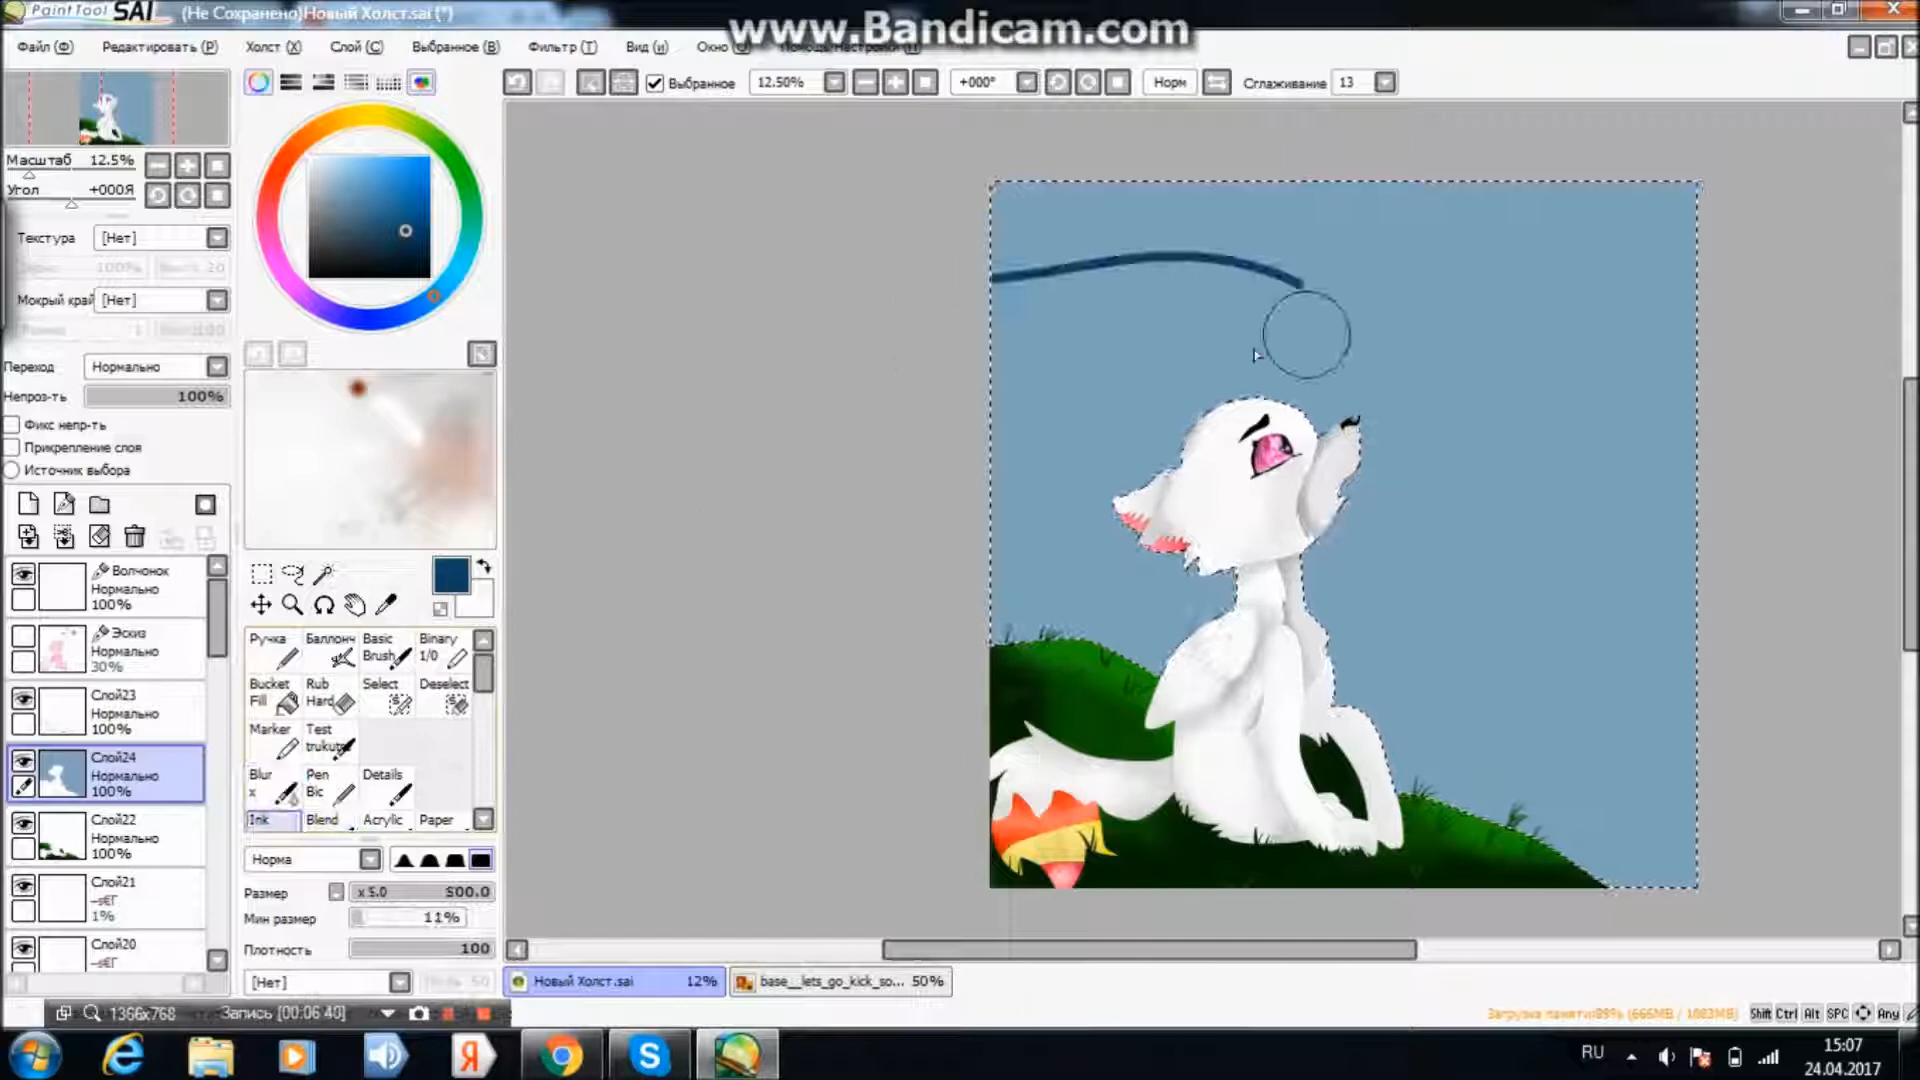 PaintTool SAI (Не Сохранено)Новый Холст.sai (*)
www.Bandicam.com
Файл (Ф) Редактировать (Р) Холст (Х) Слой (С) Выбранное (В) Фильтр (Т) Вид (и) Окно
Выбранное 12.50% +000° Норм Сглаживание 13
Масштаб 12.5%
Угол +000Я
Текстура [Нет]
100% 20
Мокрый край [Нет]
Переход Нормально
Непроз-ть 100%
Фикс непр-ть
Прикрепление слоя
Источник выбора
Волчонок
Нормально
100%
Эскиз
Нормально
30%
Слой23
Нормально
100%
Слой24
Нормально
100%
Слой22
Нормально
100%
Слой21
1%
Слой20
Ручка Баллонч Basic Brush Binary 1/0
Bucket Fill Rub Hard Select Deselect
Marker Test trukutu
Blur x Pen Bic Details
Ink Blend Acrylic Paper
Норма
Размер x 5.0 500.0
Мин размер 11%
Плотность 100
[Нет]
Новый Холст.sai 12% base__lets_go_kick_so... 50%
1366x768 Запись [00:06:40]
Загрузка памяти:89% (666MB / 1083MB) Shift Ctrl Alt SPC Any
RU 15:07
24.04.2017